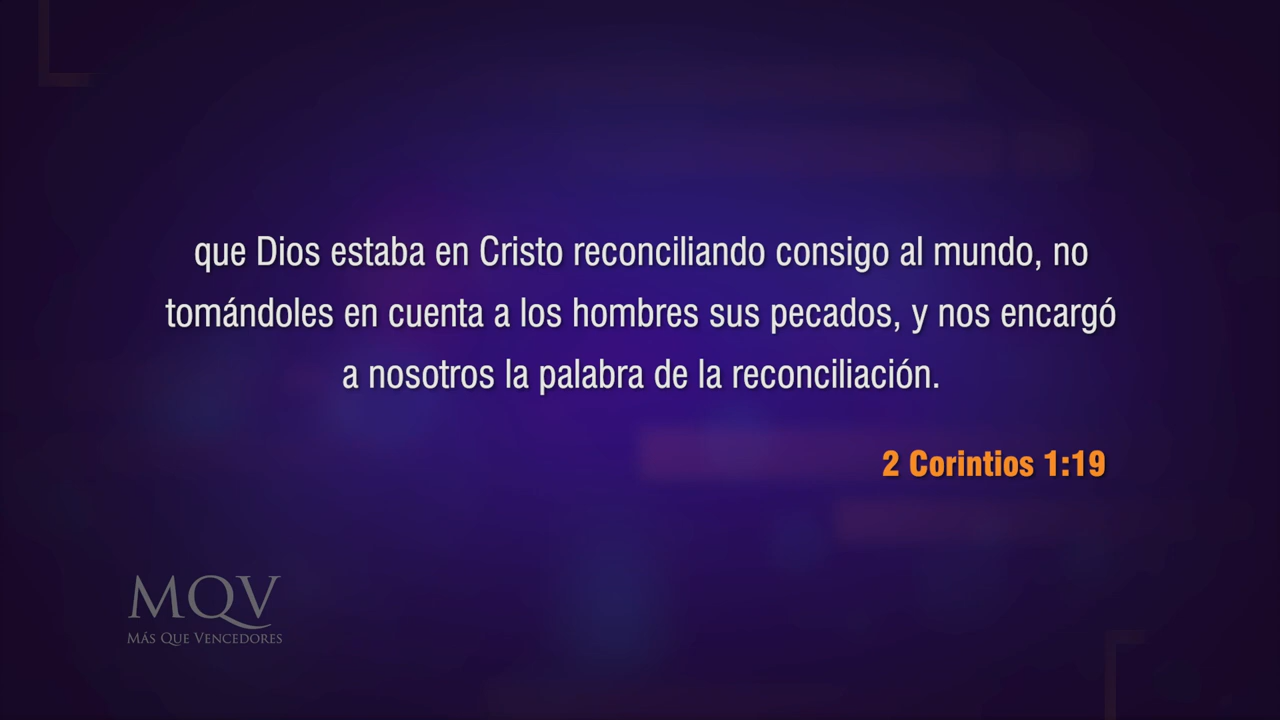 que Dios estaba en Cristo reconciliando consigo al mundo, no
tomándoles en cuenta a los hombres sus pecados, y nos encargó
a nosotros la palabra de la reconciliación.
2 Corintios 1:19
MQV
MÁS QUE VENCEDORES